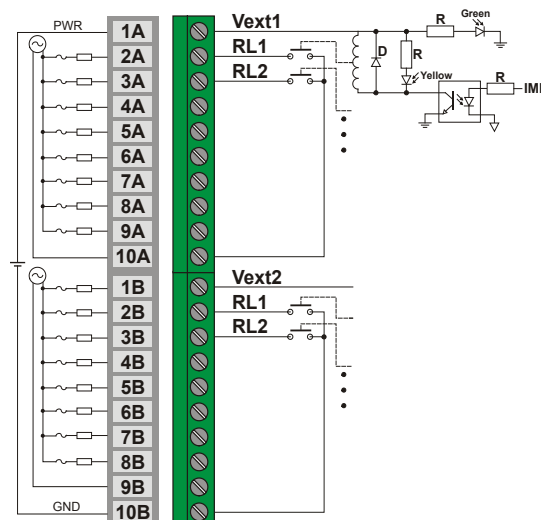 PWR
1A
2A
3A
4A
5A
6A
7A
8A
9A
10A
1B
2B
3B
4B
5B
6B
7B
8B
9B
10B
GND
Vext1
RL1
RL2
D
R
Yellow
R
Green
R
IMI
Vext2
RL1
RL2